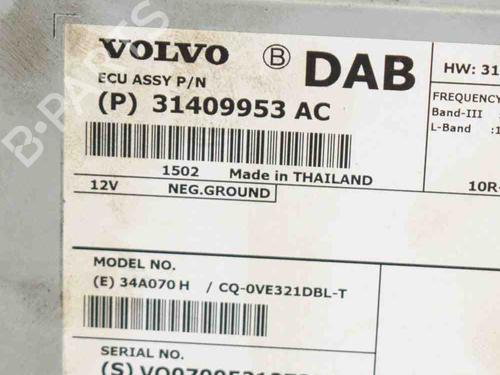 VOLVO B DAB
ECU ASSY P/N
(P) 31409953 AC
1502 Made in THAILAND
12V NEG.GROUND
HW: 31
FREQUENCY
Band-III :
L-Band :
10R-
MODEL NO.
(E) 34A070 H / CQ-0VE321DBL-T
SERIAL NO.
B-PARTS